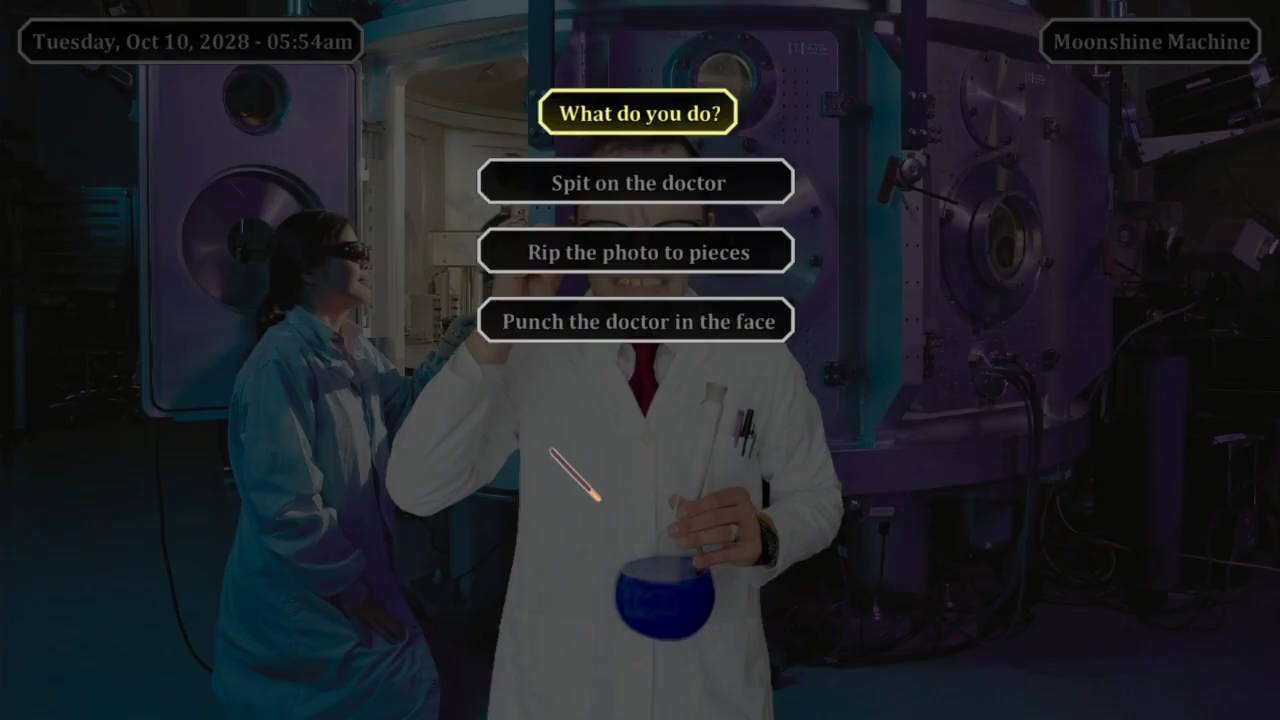 Tuesday, Oct 10, 2028 - 05:54am
Moonshine Machine
What do you do?
Spit on the doctor
Rip the photo to pieces
Punch the doctor in the face